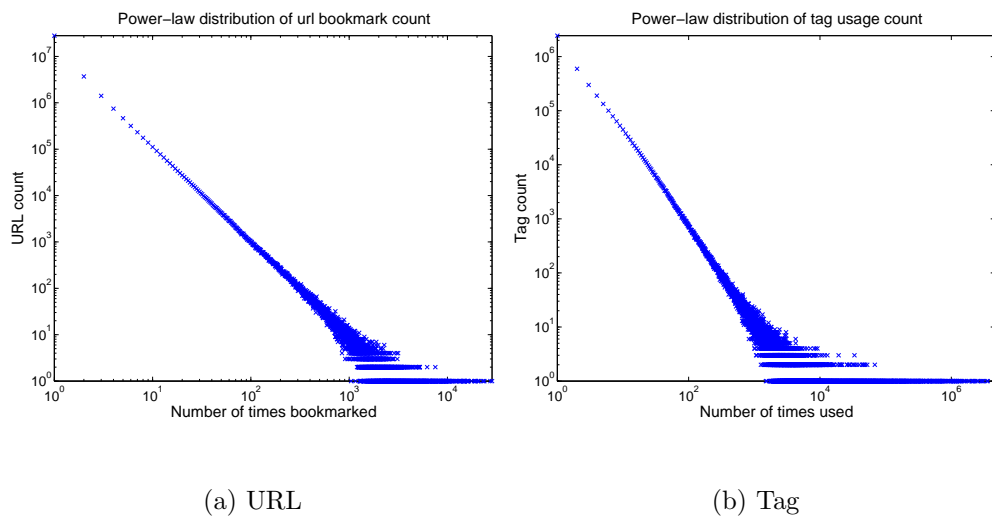 Power−law distribution of url bookmark count
10^7
10^6
10^5
10^4
10^3
10^2
10^1
10^0
URL count
10^0 10^1 10^2 10^3 10^4
Number of times bookmarked
(a) URL
Power−law distribution of tag usage count
10^6
10^5
10^4
10^3
10^2
10^1
10^0
Tag count
10^0 10^2 10^4 10^6
Number of times used
(b) Tag